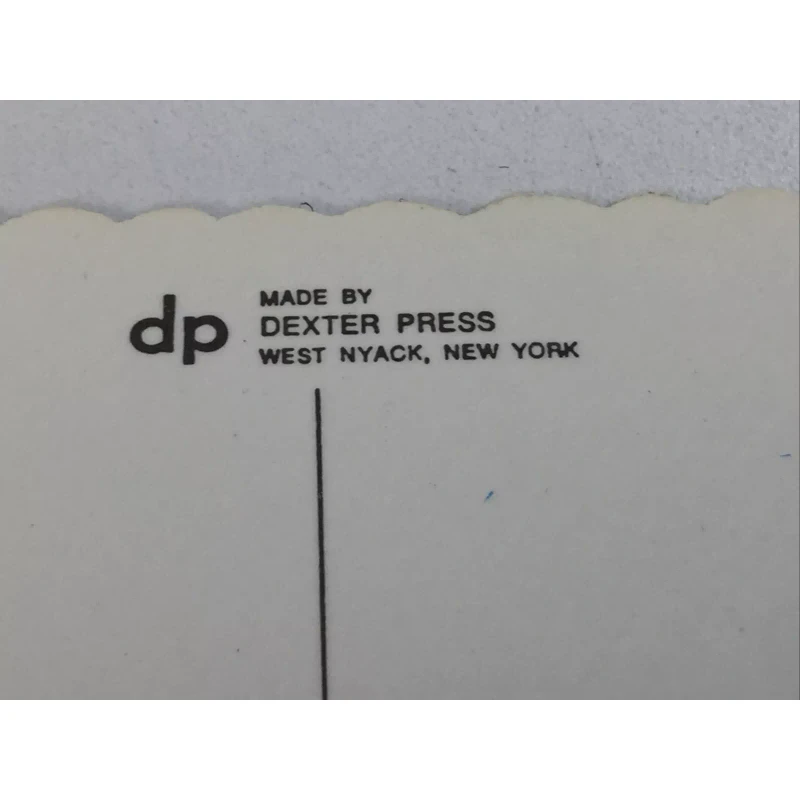 dp
MADE BY
DEXTER PRESS
WEST NYACK, NEW YORK